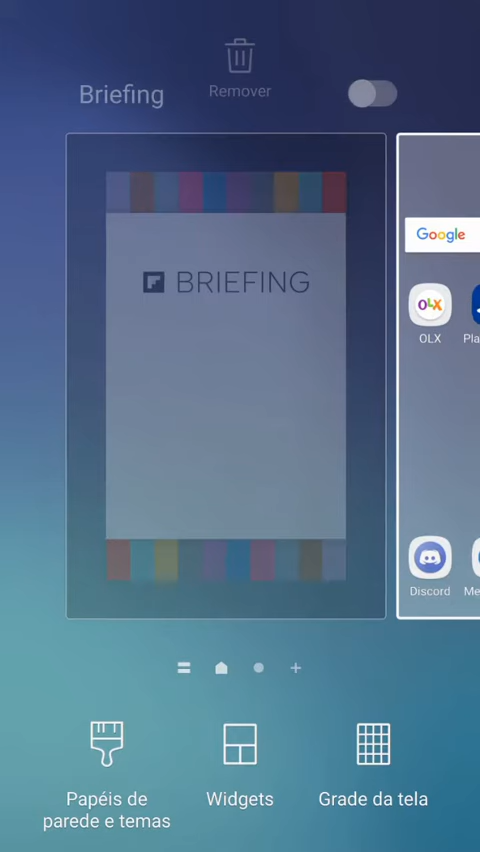 Remover
Briefing
BRIEFING
Google
OLX
OLX
Discord
Papéis de
parede e temas
Widgets
Grade da tela